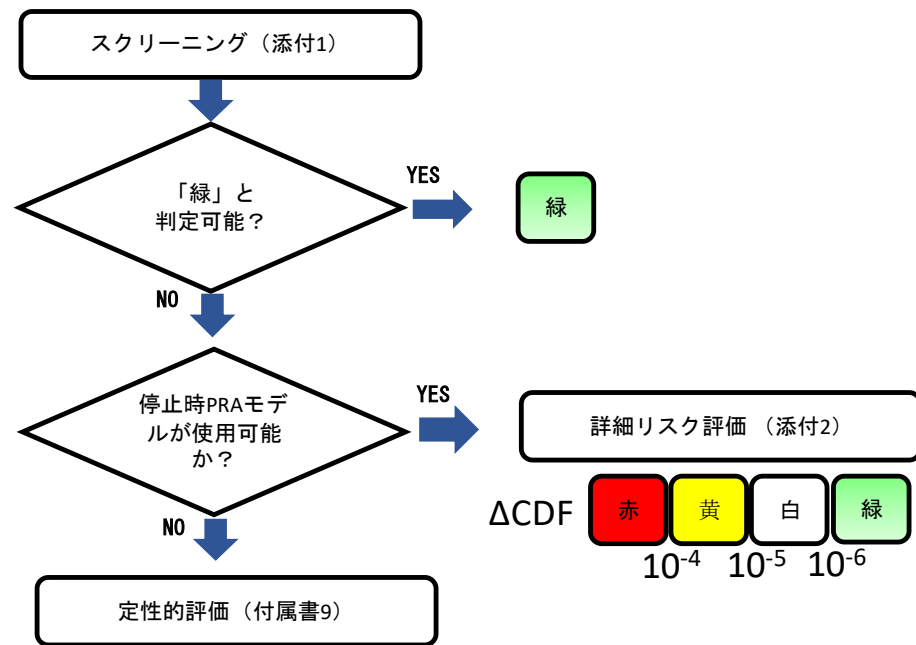 スクリーニング（添付1）
「緑」と
判定可能？
YES
緑
NO
停止時PRAモデ
ルが使用可能
か？
YES
詳細リスク評価 （添付2）
ΔCDF 赤 黄 白 緑
10-4 10-5 10-6
NO
定性的評価（付属書9）